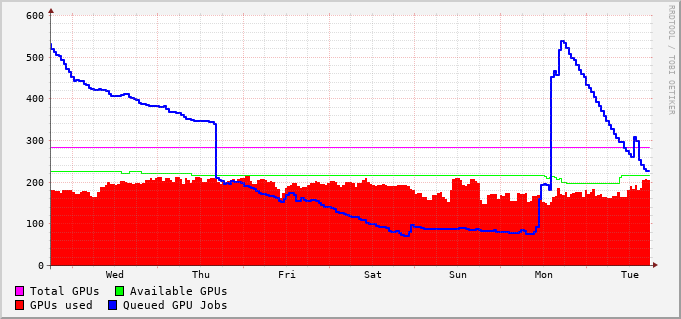 RRDTOOL / TOBI OETIKER
600
500
400
300
200
100
0
Wed Thu Fri Sat Sun Mon Tue
Total GPUs Available GPUs
GPUs used Queued GPU Jobs